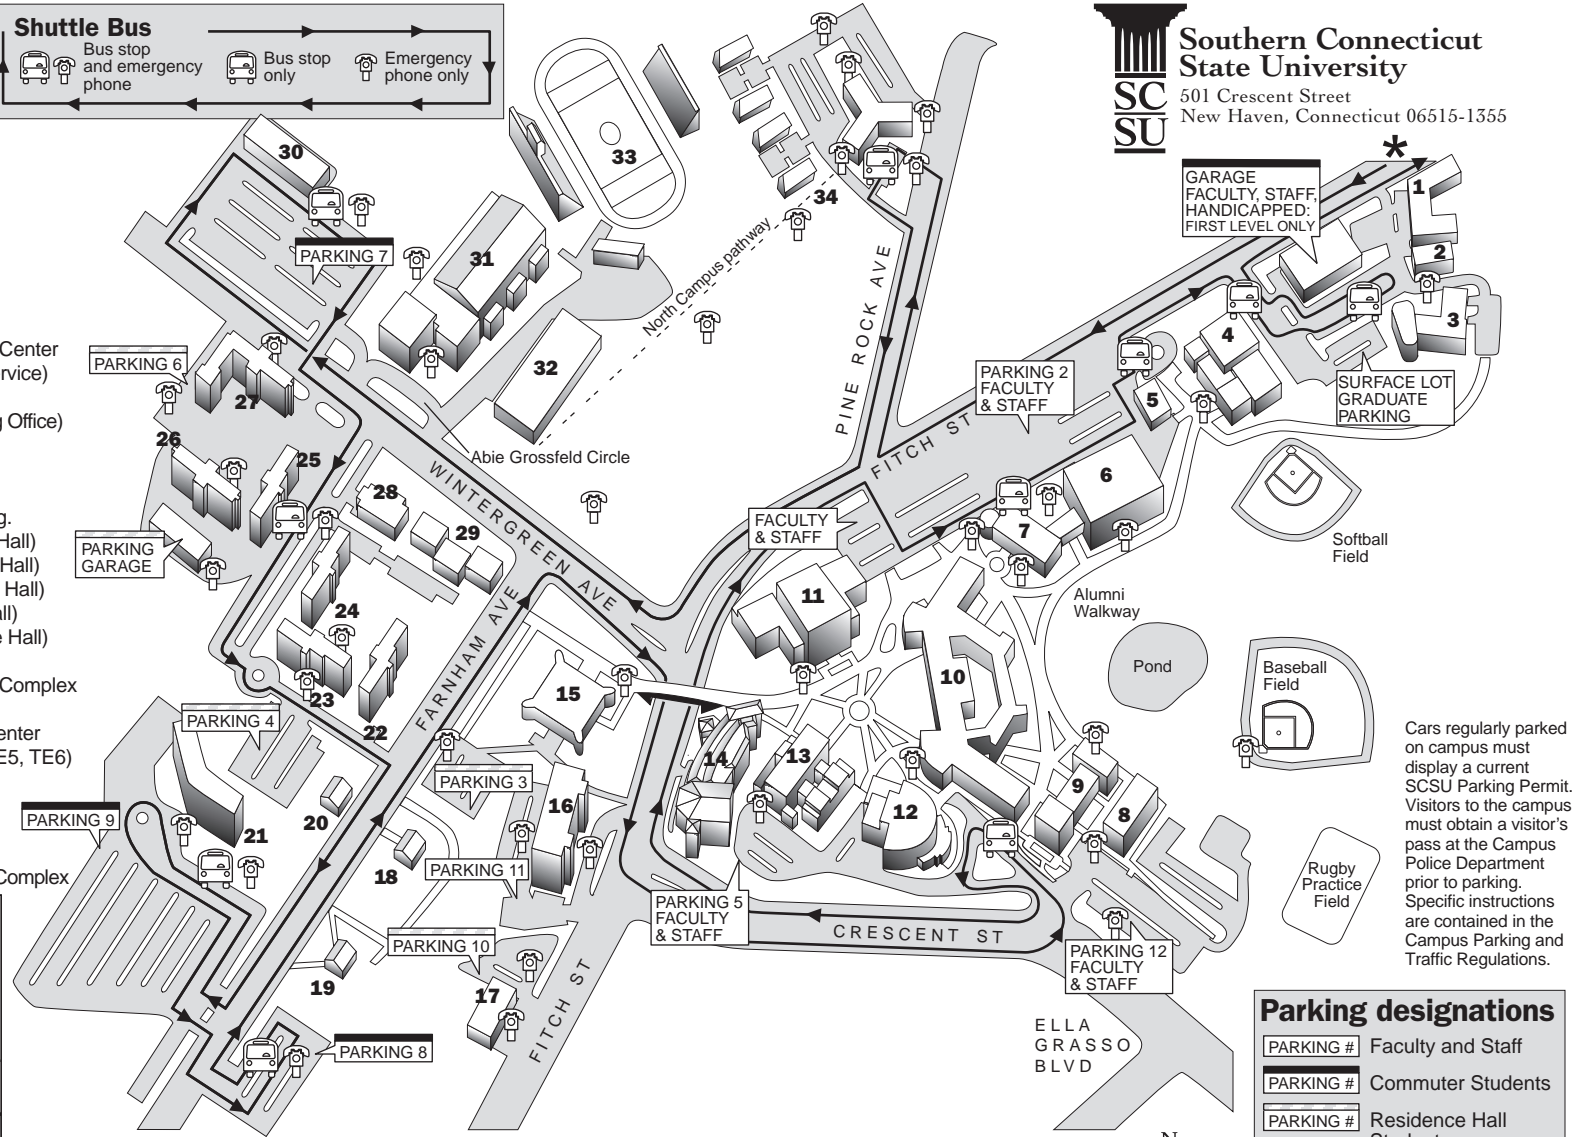 Shuttle Bus
Bus stop
and emergency
phone
Bus stop
only
Emergency
phone only
SC
SU
Southern Connecticut
State University
501 Crescent Street
New Haven, Connecticut 06515-1355
*
GARAGE
FACULTY, STAFF,
HANDICAPPED:
FIRST LEVEL ONLY
1
2
3
4
5
SURFACE LOT
GRADUATE
PARKING
PARKING 2
FACULTY
& STAFF
30
33
34
31
32
PARKING 7
North Campus pathway
PINE ROCK AVE
FITCH ST
Center
rvice)
g Office)
g.
Hall)
Hall)
Hall)
all)
e Hall)
Complex
enter
E5, TE6)
Complex
PARKING 6
27
26
25
28
29
Abie Grossfeld Circle
WINTERGREEN AVE
PARKING
GARAGE
24
23
22
FARNHAM AVE
FACULTY
& STAFF
6
7
11
10
Alumni
Walkway
Softball
Field
Pond
Baseball
Field
15
14
13
12
9
8
PARKING 4
PARKING 3
PARKING 9
21
20
16
18
PARKING 11
PARKING 10
19
17
FITCH ST
PARKING 8
PARKING 5
FACULTY
& STAFF
CRESCENT ST
PARKING 12
FACULTY
& STAFF
Rugby
Practice
Field
ELLA
GRASSO
BLVD
Cars regularly parked
on campus must
display a current
SCSU Parking Permit.
Visitors to the campus
must obtain a visitor's
pass at the Campus
Police Department
prior to parking.
Specific instructions
are contained in the
Campus Parking and
Traffic Regulations.
Parking designations
PARKING # Faculty and Staff
PARKING # Commuter Students
PARKING # Residence Hall
N